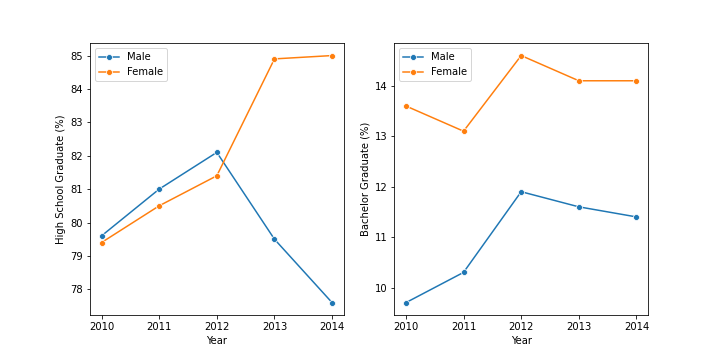 Male
Female
High School Graduate (%)
85
84
83
82
81
80
79
78
2010 2011 2012 2013 2014
Year
Male
Female
Bachelor Graduate (%)
14
13
12
11
10
2010 2011 2012 2013 2014
Year